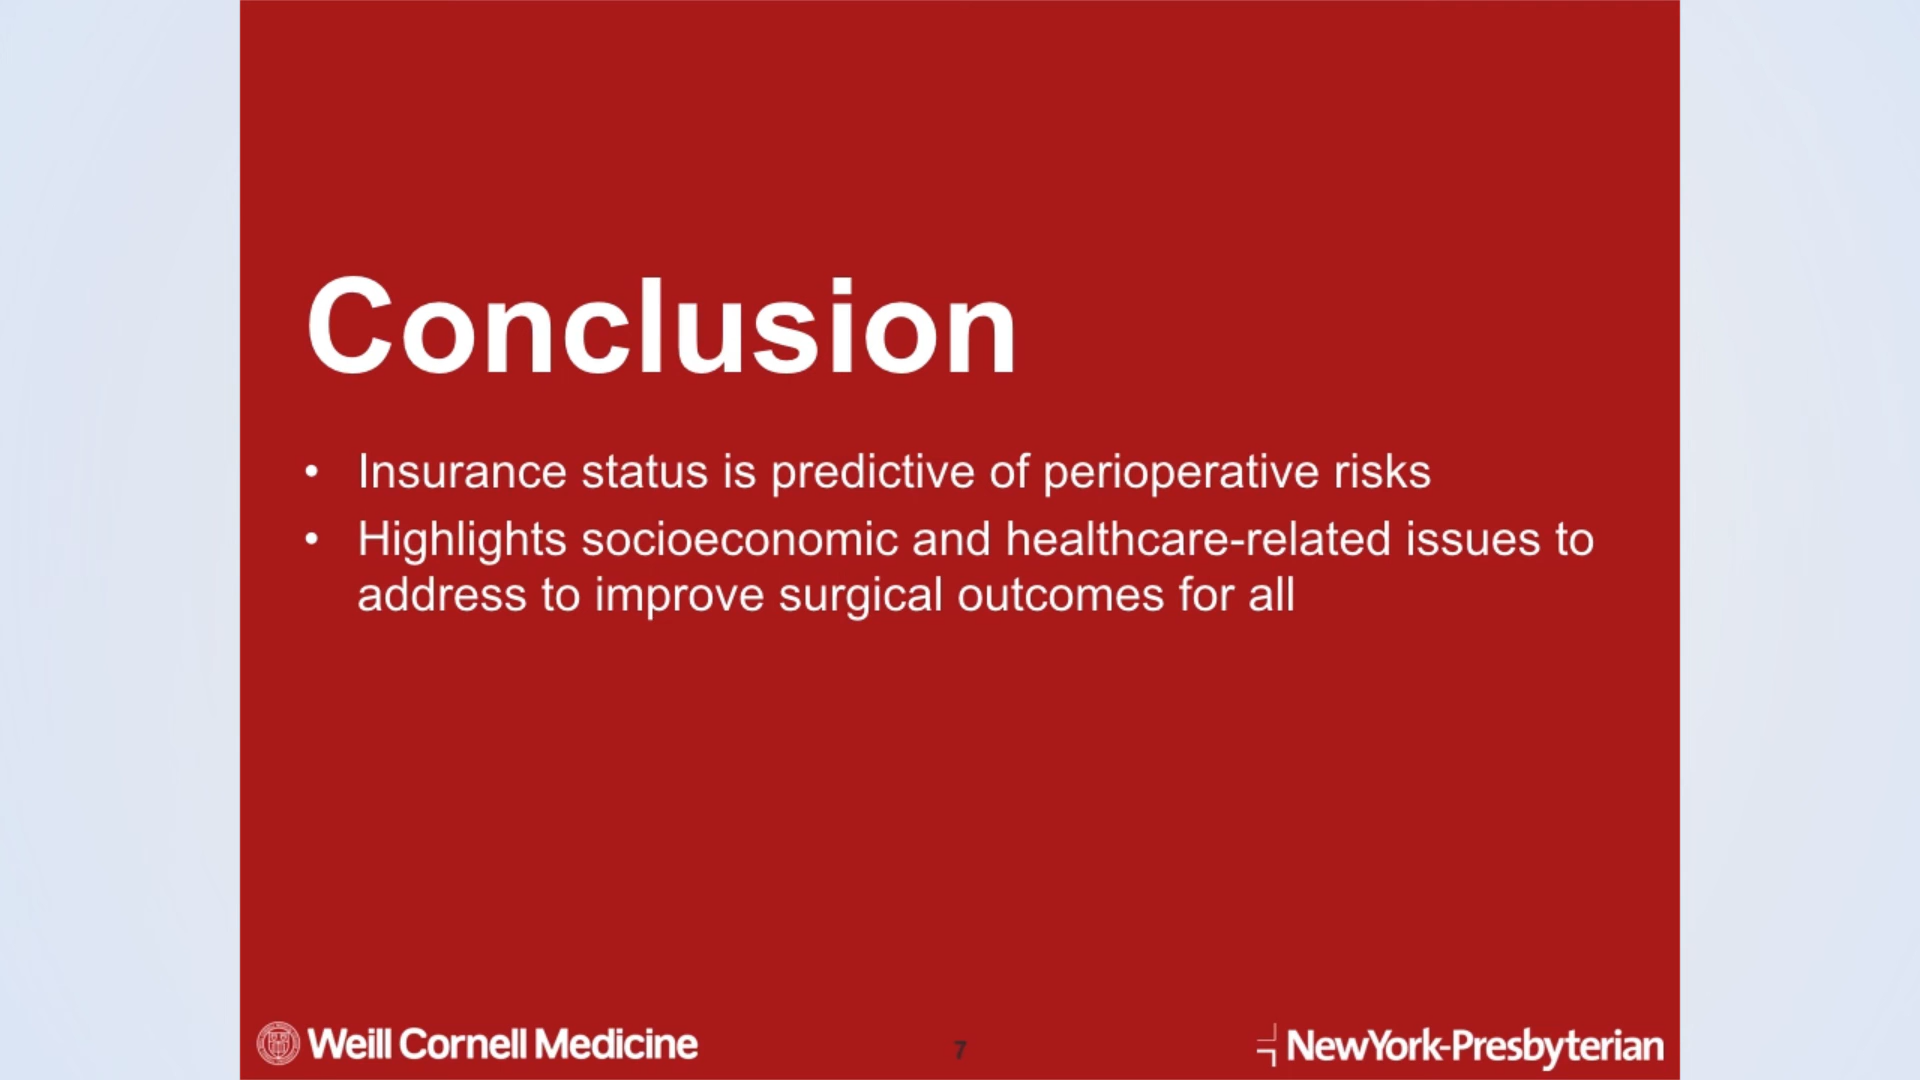 Conclusion
• Insurance status is predictive of perioperative risks
• Highlights socioeconomic and healthcare-related issues to
address to improve surgical outcomes for all
Weill Cornell Medicine
7
NewYork-Presbyterian